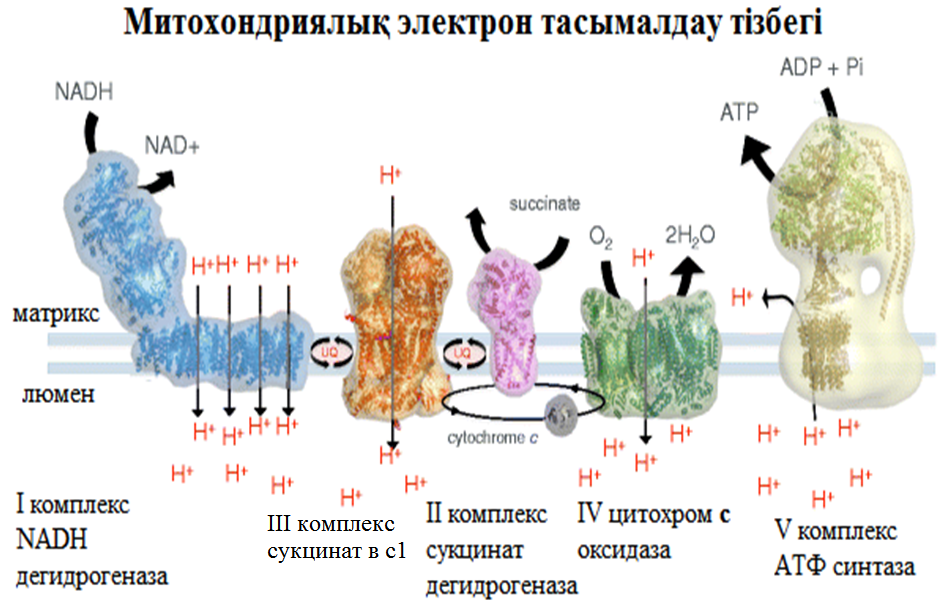 Митохондриялық электрон тасымалдау тізбегі
NADH
NAD+
H+
succinate
O2
2H2O
H+
ATP
ADP + Pi
H+H+ H+ H+
H+
матрикс
люмен
UQ
UQ
cytochrome c
H+ H+ H+ H+
H+ H+ H+
H+
H+ H+
H+ H+ H+
H+
H+ H+ H+
H+ H+ H+
I комплекс
NADH
дегидрогеназа
III комплекс
сукцинат в с1
II комплекс
сукцинат
дегидрогеназа
IV цитохром с
оксидаза
V комплекс
АТФ синтаза